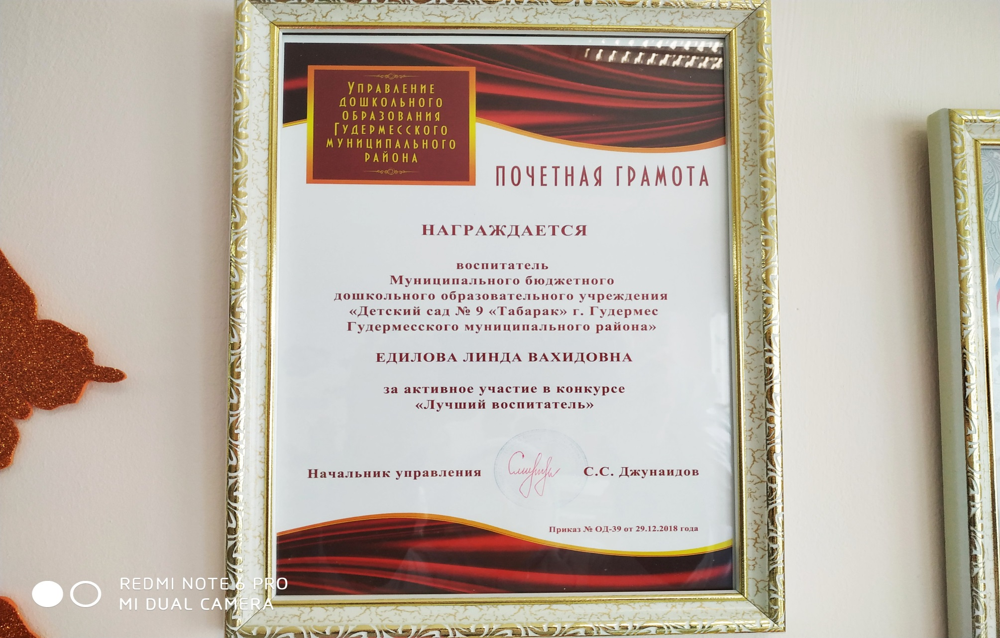 Управление
дошкольного
образования
Гудермесского
муниципального
района
ПОЧЕТНАЯ ГРАМОТА
НАГРАЖДАЕТСЯ
воспитатель
Муниципального бюджетного
дошкольного образовательного учреждения
«Детский сад № 9 «Табарак» г. Гудермес
Гудермесского муниципального района»
ЕДИЛОВА ЛИНДА ВАХИДОВНА
за активное участие в конкурсе
«Лучший воспитатель»
Начальник управления С.С. Джунаидов
Приказ № ОД-39 от 29.12.2018 года
REDMI NOTE 6 PRO
MI DUAL CAMERA